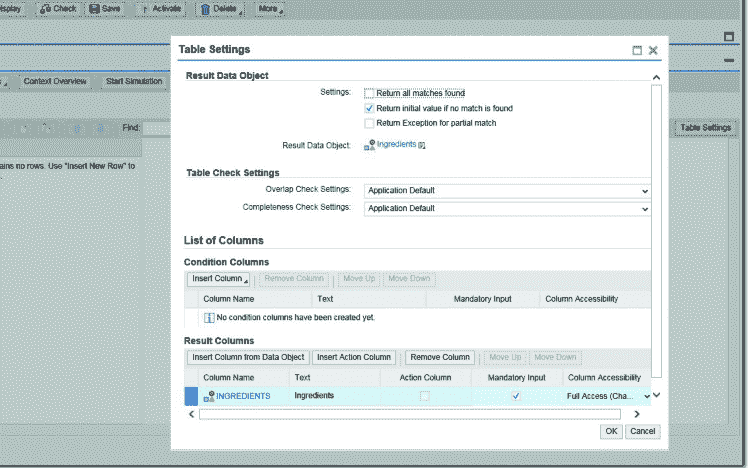 Display Check Save Activate Delete More
Table Settings
Context Overview Start Simulation
Find: Table Settings
ains no rows. Use "Insert New Row" to
Result Data Object
Settings: Return all matches found
Return initial value if no match is found
Return Exception for partial match
Result Data Object: Ingredients
Table Check Settings
Overlap Check Settings: Application Default
Completeness Check Settings: Application Default
List of Columns
Condition Columns
Insert Column Remove Column Move Up Move Down
Column Name Text Mandatory Input Column Accessibility
No condition columns have been created yet.
Result Columns
Insert Column from Data Object Insert Action Column Remove Column Move Up Move Down
Column Name Text Action Column Mandatory Input Column Accessibility
INGREDIENTS Ingredients Full Access (Cha...
OK Cancel